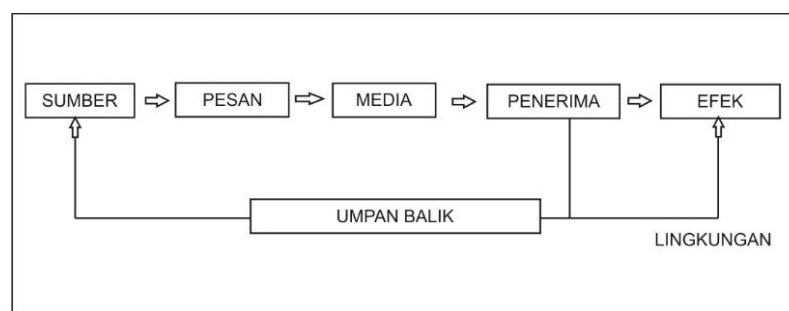 SUMBER
PESAN
MEDIA
PENERIMA
EFEK
UMPAN BALIK
LINGKUNGAN